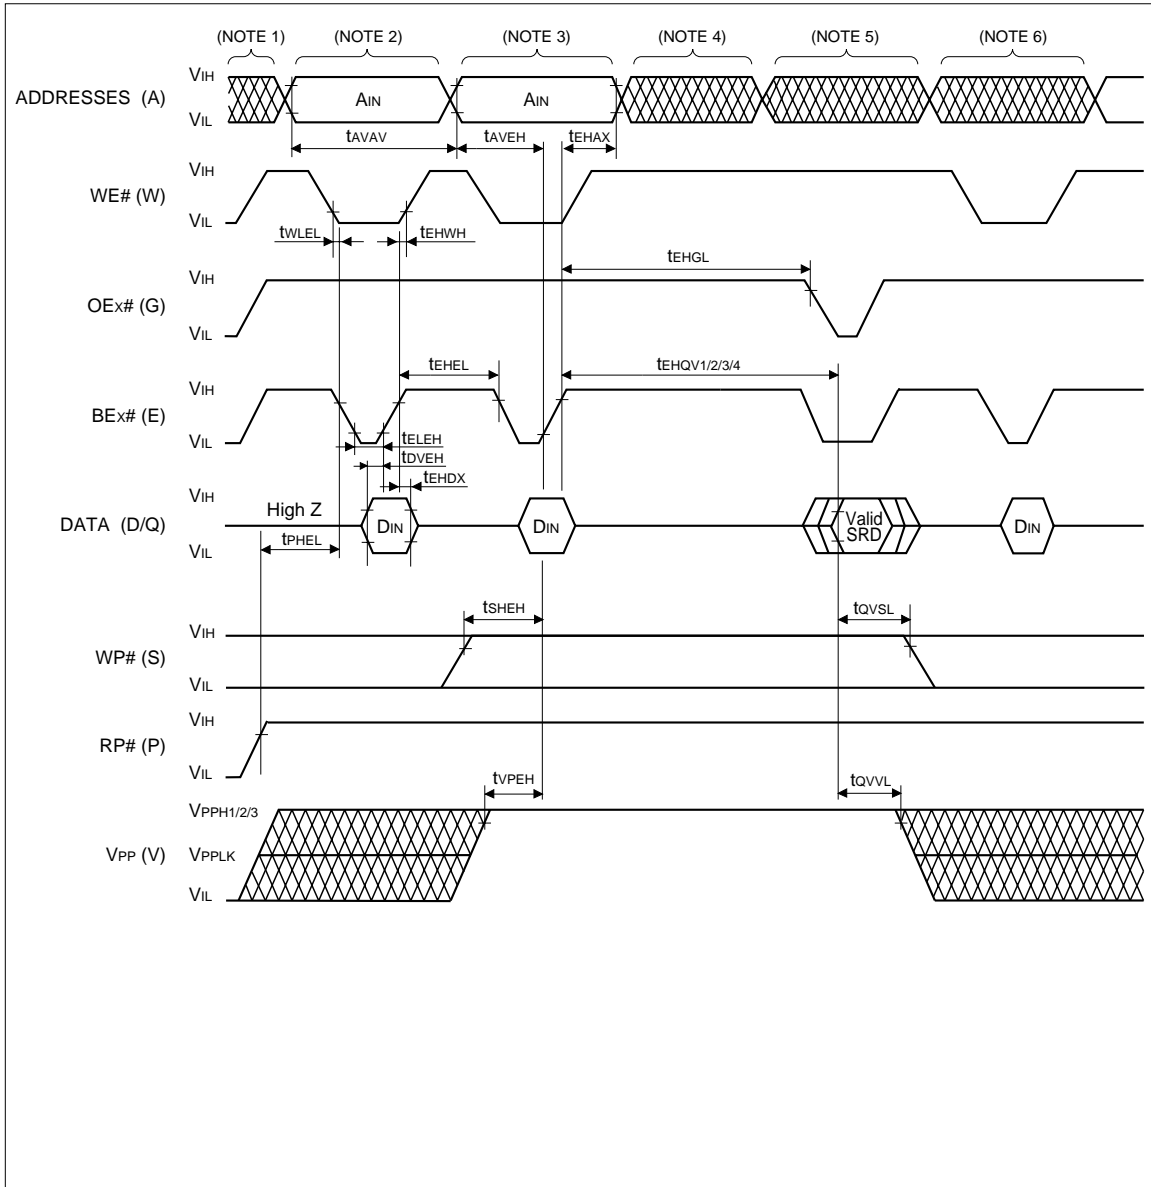 (NOTE 1) (NOTE 2) (NOTE 3) (NOTE 4) (NOTE 5) (NOTE 6)
VIH
ADDRESSES (A) AIN AIN
VIL
tAVAV tAVEH tEHAX
VIH
WE# (W)
VIL
tWLEL tEHWH
tEHGL
VIH
OEX# (G)
VIL
tEHEL tEHQV1/2/3/4
VIH
BEX# (E)
VIL
tELEH
tDVEH
tEHDX
VIH
High Z
DATA (D/Q) DIN DIN Valid SRD DIN
VIL
tPHEL
tSHEH tQVSL
VIH
WP# (S)
VIL
VIH
RP# (P)
VIL
tVPEH tQVVL
VPPH1/2/3
VPP (V) VPPLK
VIL